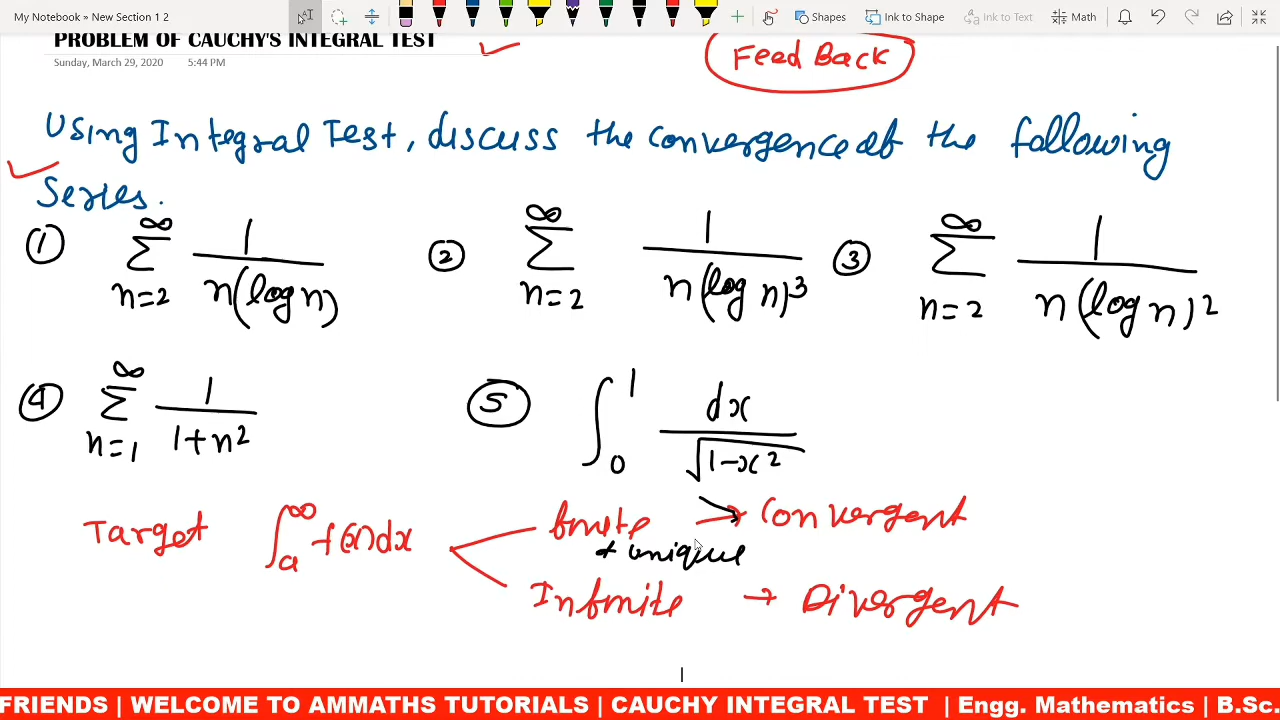 My Notebook » New Section 1 2
Shapes Ink to Shape Ink to Text Math
PROBLEM OF CAUCHY'S INTEGRAL TEST
Sunday, March 29, 2020 5:44 PM
Feed Back
Using Integral Test, discuss the convergence of the following
Series.
① ∞∑n=2 1/n(log n) ② ∞∑n=2 1/n(log n)^3 ③ ∞∑n=2 1/n(log n)^2
④ ∞∑n=1 1/1+n^2 ⑤ ∫_0^1 dx/√1-x^2
Target ∫_a^∞ f(x)dx finite → Convergent
& unique
Infinite → Divergent
FRIENDS | WELCOME TO AMMATHS TUTORIALS | CAUCHY INTEGRAL TEST | Engg. Mathematics | B.Sc.